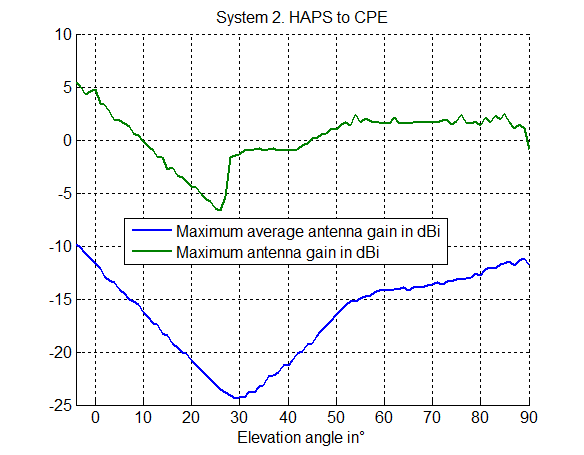 System 2. HAPS to CPE
10
5
0
-5
-10
-15
-20
-25
Maximum average antenna gain in dBi
Maximum antenna gain in dBi
0 10 20 30 40 50 60 70 80 90
Elevation angle in°